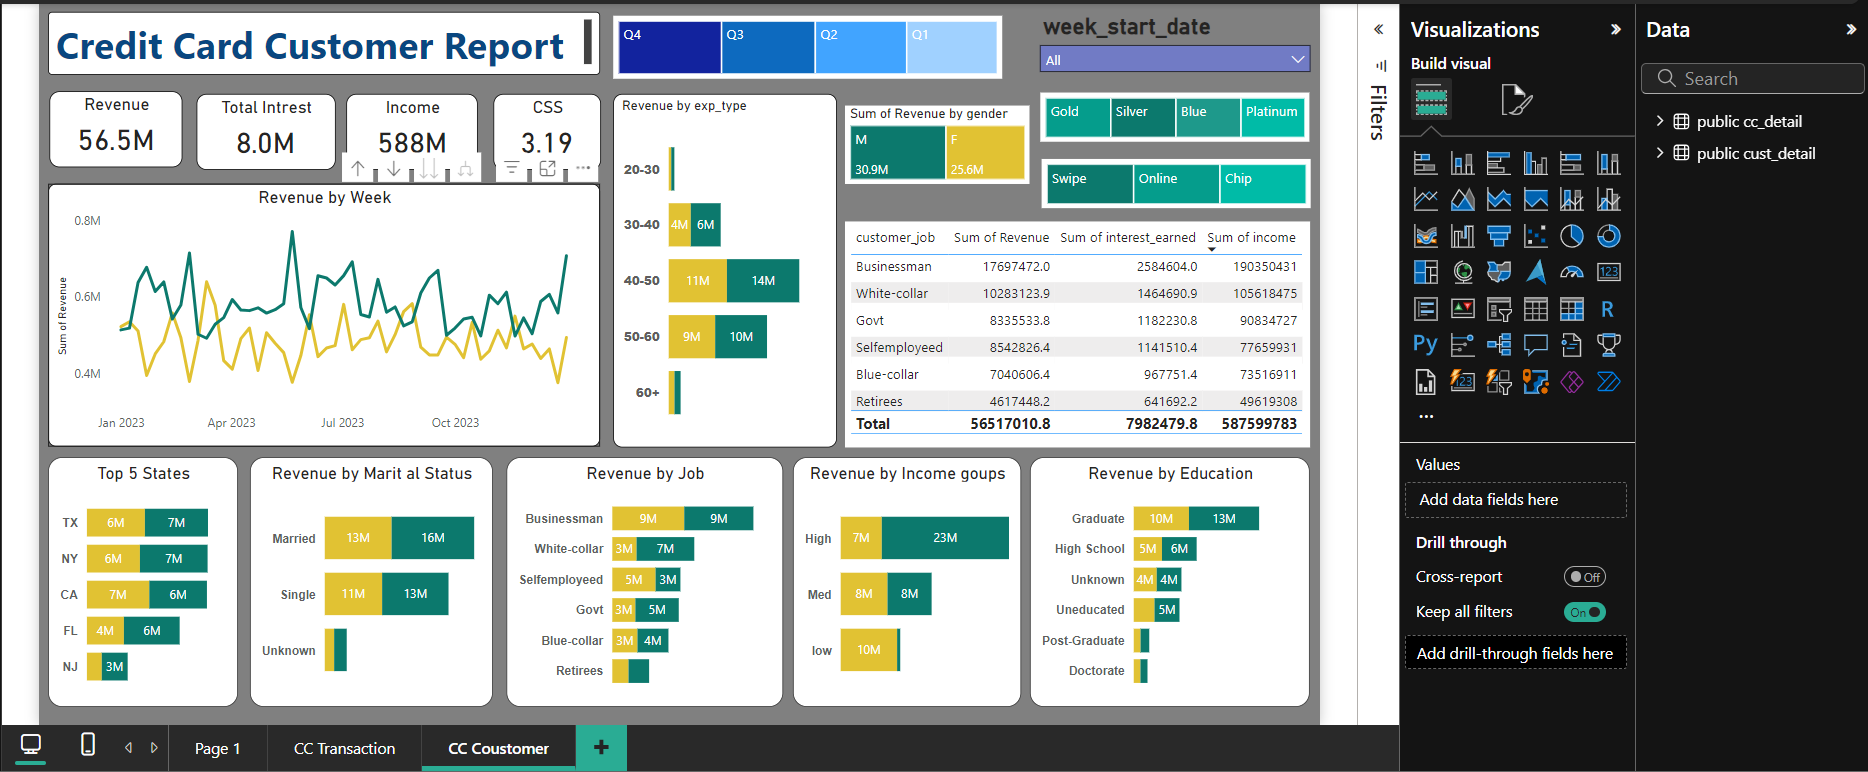 Credit Card Customer Report
Q4
Q3
Q2
Q1
week_start_date
All
Revenue
56.5M
Total Intrest
8.0M
Income
588M
CSS
3.19
Revenue by Week
Sum of Revenue
0.8M
0.6M
0.4M
Jan 2023
Apr 2023
Jul 2023
Oct 2023
Revenue by exp_type
20-30
30-40
4M
6M
40-50
11M
14M
50-60
9M
10M
60+
Sum of Revenue by gender
M
F
30.9M
25.6M
Gold
Silver
Blue
Platinum
Swipe
Online
Chip
customer_job Sum of Revenue Sum of interest_earned Sum of income
Businessman 17697472.0 2584604.0 190350431
White-collar 10283123.9 1464690.9 105618475
Govt 8335533.8 1182230.8 90834727
Selfemployeed 8542826.4 1141510.4 77659931
Blue-collar 7040606.4 967751.4 73516911
Retirees 4617448.2 641692.2 49619308
Total 56517010.8 7982479.8 587599783
Top 5 States
TX 6M 7M
NY 6M 7M
CA 7M 6M
FL 4M 6M
NJ 3M
Revenue by Marit al Status
Married 13M 16M
Single 11M 13M
Unknown
Revenue by Job
Businessman 9M 9M
White-collar 3M 7M
Selfemployeed 5M 3M
Govt 3M 5M
Blue-collar 3M 4M
Retirees
Revenue by Income goups
High 7M 23M
Med 8M 8M
low 10M
Revenue by Education
Graduate 10M 13M
High School 5M 6M
Unknown 4M 4M
Uneducated 5M
Post-Graduate
Doctorate
Page 1
CC Transaction
CC Coustomer
+
Filters
Visualizations
Build visual
123
R
Py
123
...
Values
Add data fields here
Drill through
Cross-report
Off
Keep all filters
On
Add drill-through fields here
Data
Search
public cc_detail
public cust_detail